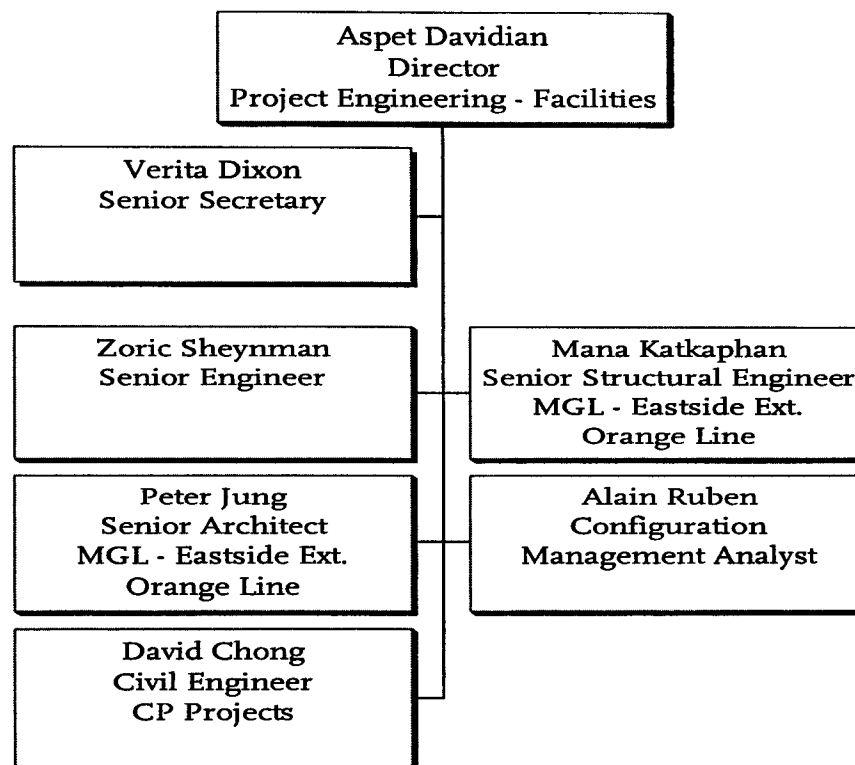 Aspet Davidian
Director
Project Engineering - Facilities
Verita Dixon
Senior Secretary
Zoric Sheynman
Senior Engineer
Mana Katkaphan
Senior Structural Engineer
MGL - Eastside Ext.
Orange Line
Peter Jung
Senior Architect
MGL - Eastside Ext.
Orange Line
Alain Ruben
Configuration
Management Analyst
David Chong
Civil Engineer
CP Projects